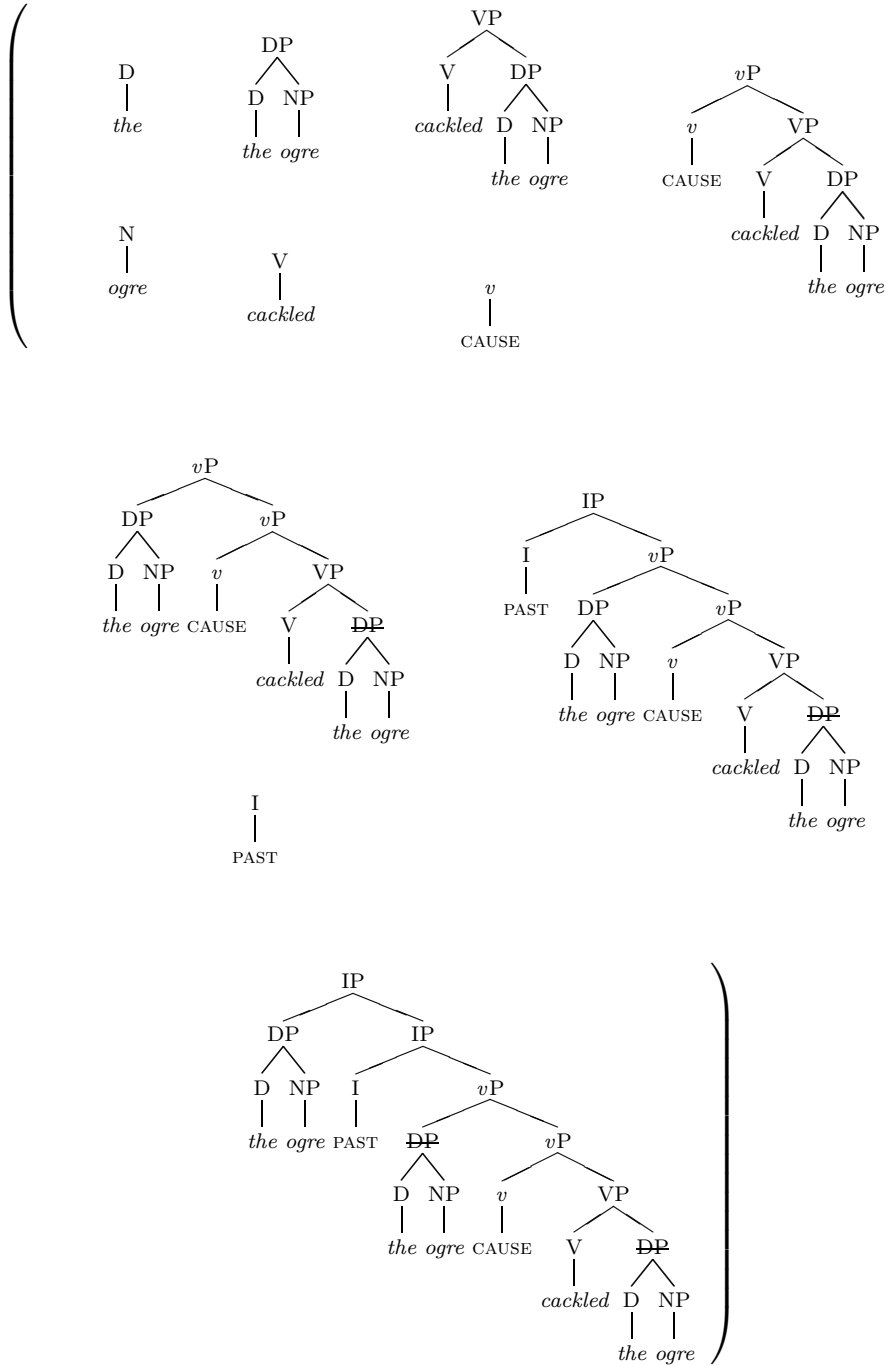 VP
DP
D V DP vP
the D NP cackled D NP v VP
the ogre the ogre CAUSE V DP
N cackled D NP
ogre V v the ogre
cackled CAUSE
vP
DP vP IP
D NP v VP I vP
the ogre CAUSE V DP PAST DP vP
cackled D NP D NP v VP
the ogre the ogre CAUSE V DP
I cackled D NP
PAST the ogre
IP
DP IP
D NP I vP
the ogre PAST DP vP
D NP v VP
the ogre CAUSE V DP
cackled D NP
the ogre